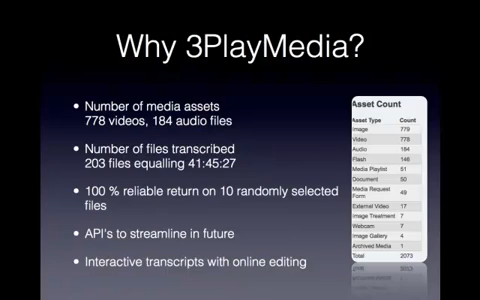 Why 3PlayMedia?
• Number of media assets
778 videos, 184 audio files
• Number of files transcribed
203 files equalling 41:45:27
• 100 % reliable return on 10 randomly selected
files
• API's to streamline in future
• Interactive transcripts with online editing
Asset Count
Asset Type Count
Image 779
Video 778
Audio 184
Flash 146
Media Playlist 51
Document 50
Media Request
Form 49
External Video 17
Image Treatment 7
Webcam 7
Image Gallery 4
Archived Media 1
Total 2073